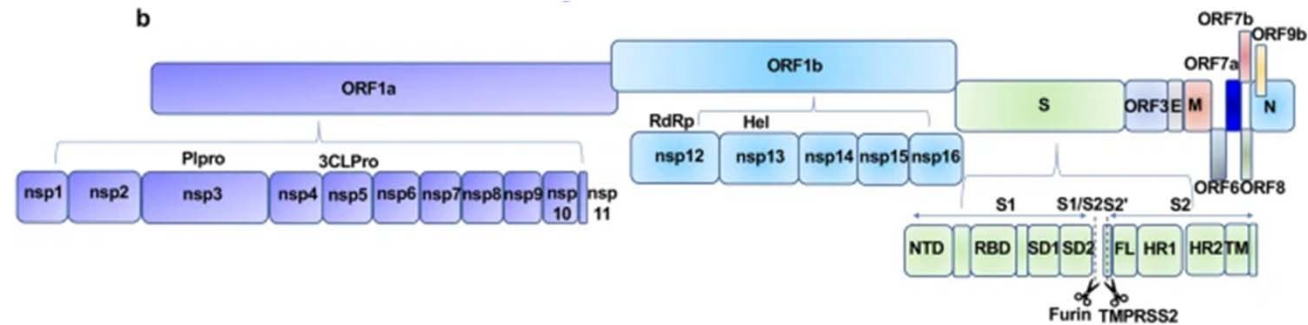 b
ORF7b
ORF9b
ORF1b
ORF7a
ORF1a
S
ORF3
E
M
N
RdRp
Hel
Plpro
3CLPro
nsp12
nsp13
nsp14
nsp15
nsp16
nsp1
nsp2
nsp3
nsp4
nsp5
nsp6
nsp7
nsp8
nsp9
nsp
10
nsp
11
ORF6
ORF8
S1
S1/S2
S2'
S2
NTD
RBD
SD1
SD2
FL
HR1
HR2
TM
Furin
TMPRSS2